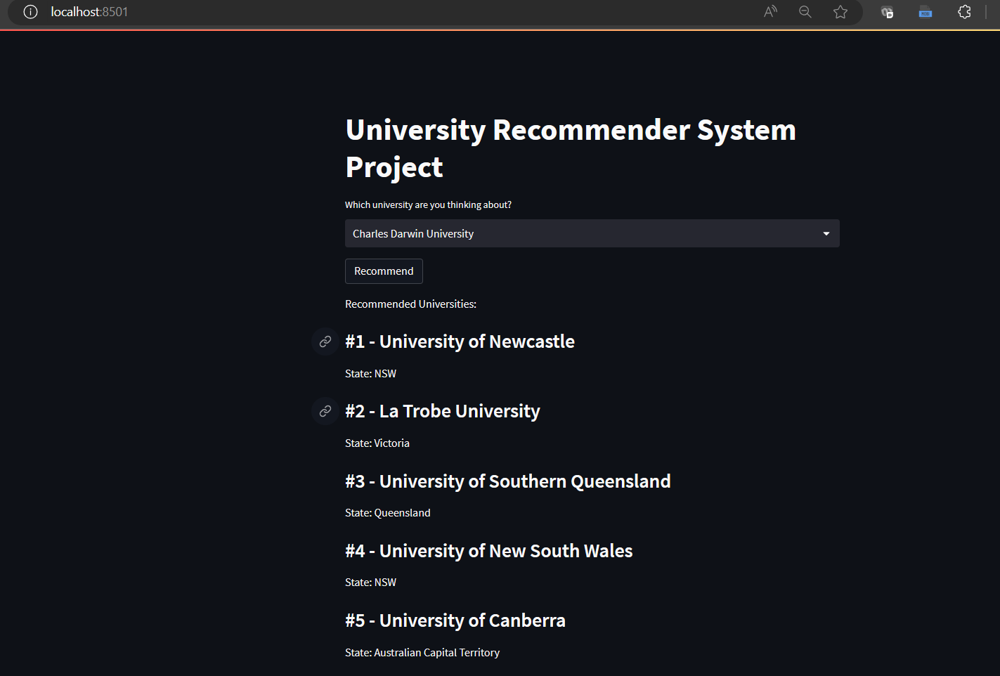 localhost:8501
A
MOBI
University Recommender System
Project
Which university are you thinking about?
Charles Darwin University
Recommend
Recommended Universities:
#1 - University of Newcastle
State: NSW
#2 - La Trobe University
State: Victoria
#3 - University of Southern Queensland
State: Queensland
#4 - University of New South Wales
State: NSW
#5 - University of Canberra
State: Australian Capital Territory